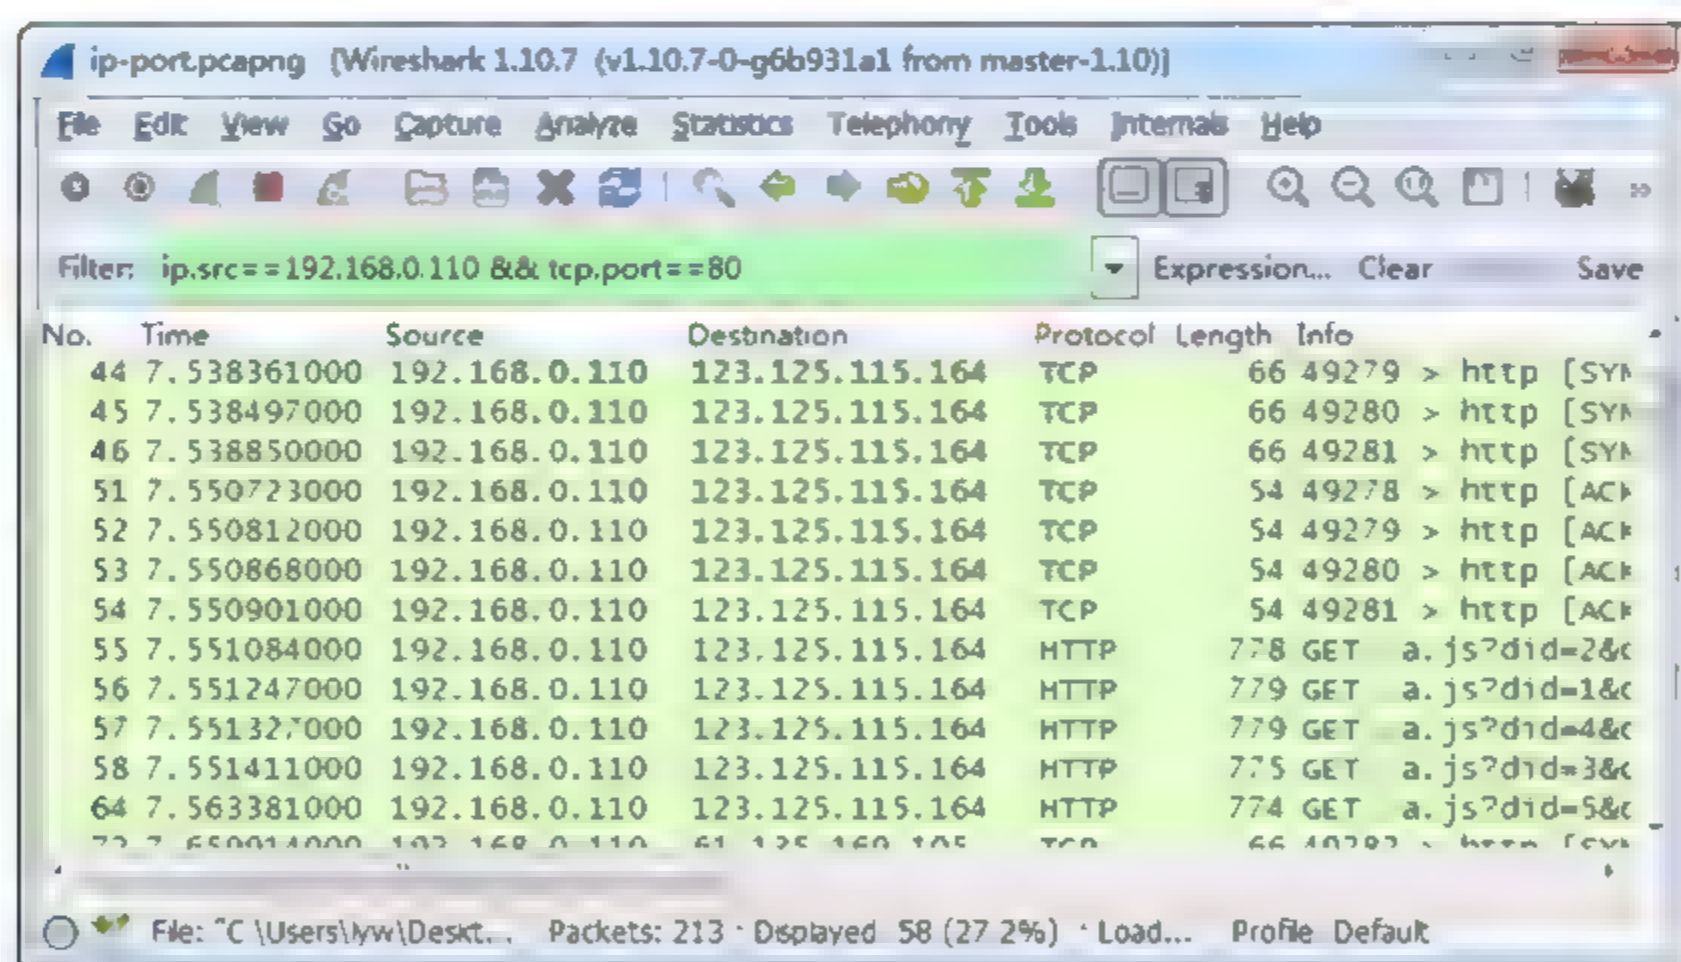 ip-port.pcapng [Wireshark 1.10.7 (v1.10.7-0-g6b931a1 from master-1.10)]
File Edit View Go Capture Analyze Statistics Telephony Tools Internals Help
Filter: ip.src==192.168.0.110 && tcp.port==80 Expression... Clear Save
No. Time Source Destination Protocol Length Info
44 7.538361000 192.168.0.110 123.125.115.164 TCP 66 49279 > http [SYN
45 7.538497000 192.168.0.110 123.125.115.164 TCP 66 49280 > http [SYN
46 7.538850000 192.168.0.110 123.125.115.164 TCP 66 49281 > http [SYN
51 7.550723000 192.168.0.110 123.125.115.164 TCP 54 49278 > http [ACK
52 7.550812000 192.168.0.110 123.125.115.164 TCP 54 49279 > http [ACK
53 7.550868000 192.168.0.110 123.125.115.164 TCP 54 49280 > http [ACK
54 7.550901000 192.168.0.110 123.125.115.164 TCP 54 49281 > http [ACK
55 7.551084000 192.168.0.110 123.125.115.164 HTTP 778 GET a.js?did=2&c
56 7.551247000 192.168.0.110 123.125.115.164 HTTP 779 GET a.js?did=1&c
57 7.551327000 192.168.0.110 123.125.115.164 HTTP 779 GET a.js?did=4&c
58 7.551411000 192.168.0.110 123.125.115.164 HTTP 775 GET a.js?did=3&c
64 7.563381000 192.168.0.110 123.125.115.164 HTTP 774 GET a.js?did=5&c
192.168.0.110 61.135.169.105 TCP 66 http
File: "C \Users\lyw\Deskt... Packets: 213 · Displayed 58 (27 2%) · Load... Profile Default